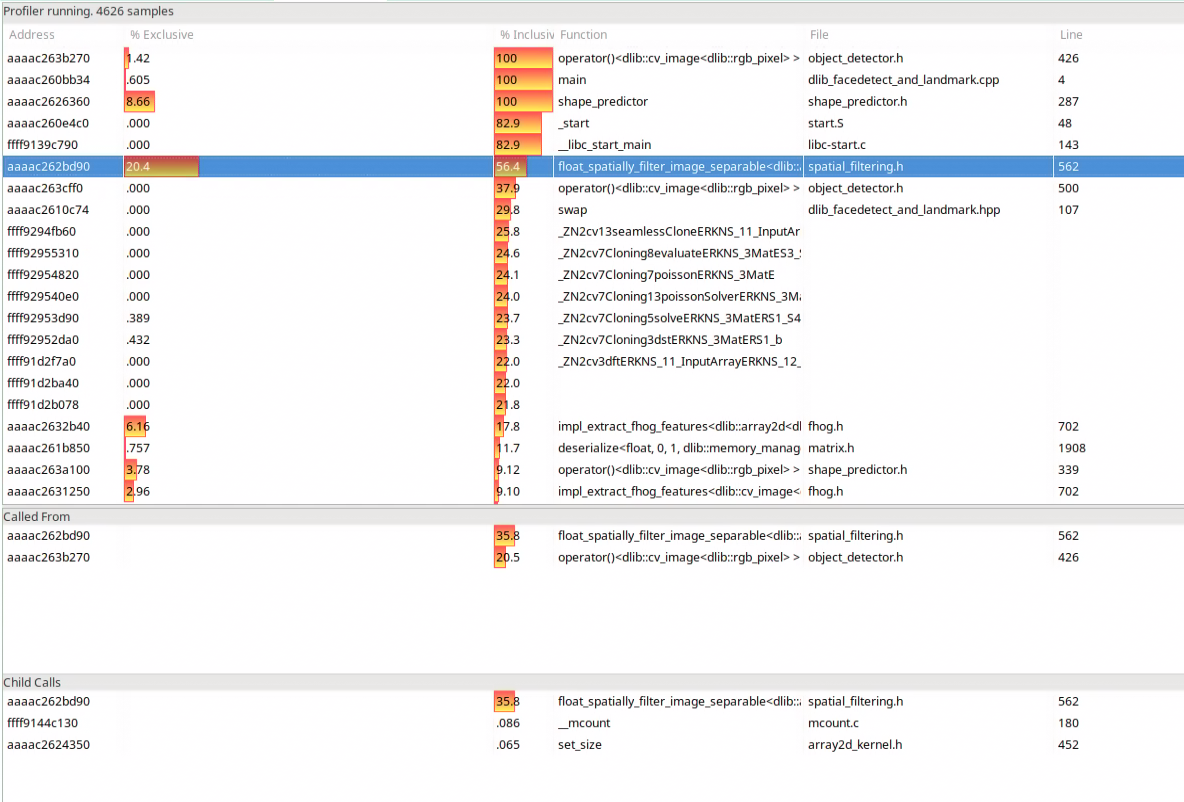 Profiler running. 4626 samples
Address % Exclusive % Inclusiv Function File Line
aaaac263b270 1.42 100 operator()<dlib::cv_image<dlib::rgb_pixel> > object_detector.h 426
aaaac260bb34 .605 100 main dlib_facedetect_and_landmark.cpp 4
aaaac2626360 8.66 100 shape_predictor shape_predictor.h 287
aaaac260e4c0 .000 82.9 _start start.S 48
ffff9139c790 .000 82.9 __libc_start_main libc-start.c 143
aaaac262bd90 20.4 56.4 float_spatially_filter_image_separable<dlib:: spatial_filtering.h 562
aaaac263cff0 .000 37.9 operator()<dlib::cv_image<dlib::rgb_pixel> > object_detector.h 500
aaaac2610c74 .000 29.8 swap dlib_facedetect_and_landmark.hpp 107
ffff9294fb60 .000 25.8 _ZN2cv13seamlessCloneERKNS_11_InputAr
ffff92955310 .000 24.6 _ZN2cv7Cloning8evaluateERKNS_3MatES3_S
ffff92954820 .000 24.1 _ZN2cv7Cloning7poissonERKNS_3MatE
ffff929540e0 .000 24.0 _ZN2cv7Cloning13poissonSolverERKNS_3Ma
ffff92953d90 .389 23.7 _ZN2cv7Cloning5solveERKNS_3MatERS1_S4
ffff92952da0 .432 23.3 _ZN2cv7Cloning3dstERKNS_3MatERS1_b
ffff91d2f7a0 .000 22.0 _ZN2cv3dftERKNS_11_InputArrayERKNS_12_
ffff91d2ba40 .000 22.0
ffff91d2b078 .000 21.8
aaaac2632b40 6.16 17.8 impl_extract_fhog_features<dlib::array2d<dl fhog.h 702
aaaac261b850 .757 11.7 deserialize<float, 0, 1, dlib::memory_manag matrix.h 1908
aaaac263a100 3.78 9.12 operator()<dlib::cv_image<dlib::rgb_pixel> > shape_predictor.h 339
aaaac2631250 2.96 9.10 impl_extract_fhog_features<dlib::cv_image< fhog.h 702
Called From
aaaac262bd90 35.8 float_spatially_filter_image_separable<dlib:: spatial_filtering.h 562
aaaac263b270 20.5 operator()<dlib::cv_image<dlib::rgb_pixel> > object_detector.h 426
Child Calls
aaaac262bd90 35.8 float_spatially_filter_image_separable<dlib:: spatial_filtering.h 562
ffff9144c130 .086 __mcount mcount.c 180
aaaac2624350 .065 set_size array2d_kernel.h 452